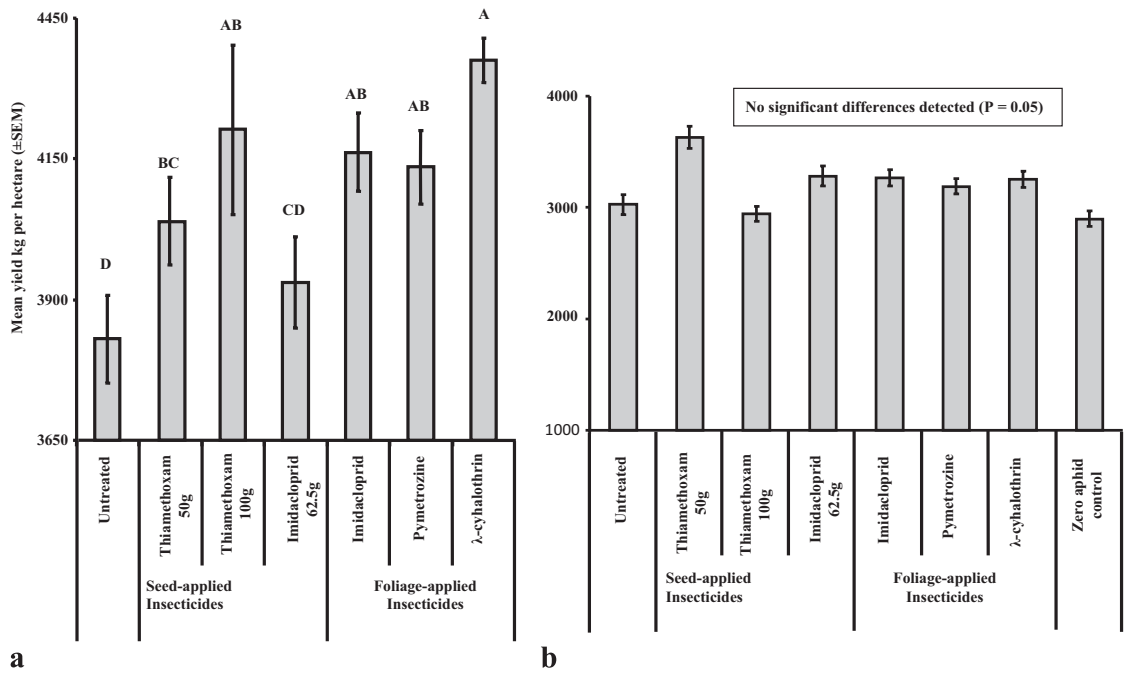 Mean yield kg per hectare (±SEM)
4450
4150
3900
3650
D
BC
AB
CD
AB
AB
A
Untreated
Thiamethoxam
50g
Thiamethoxam
100g
Imidacloprid
62.5g
Imidacloprid
Pymetrozine
λ-cyhalothrin
Seed-applied
Insecticides
Foliage-applied
Insecticides
a
4000
3000
2000
1000
No significant differences detected (P = 0.05)
Untreated
Thiamethoxam
50g
Thiamethoxam
100g
Imidacloprid
62.5g
Imidacloprid
Pymetrozine
λ-cyhalothrin
Zero aphid
control
Seed-applied
Insecticides
Foliage-applied
Insecticides
b